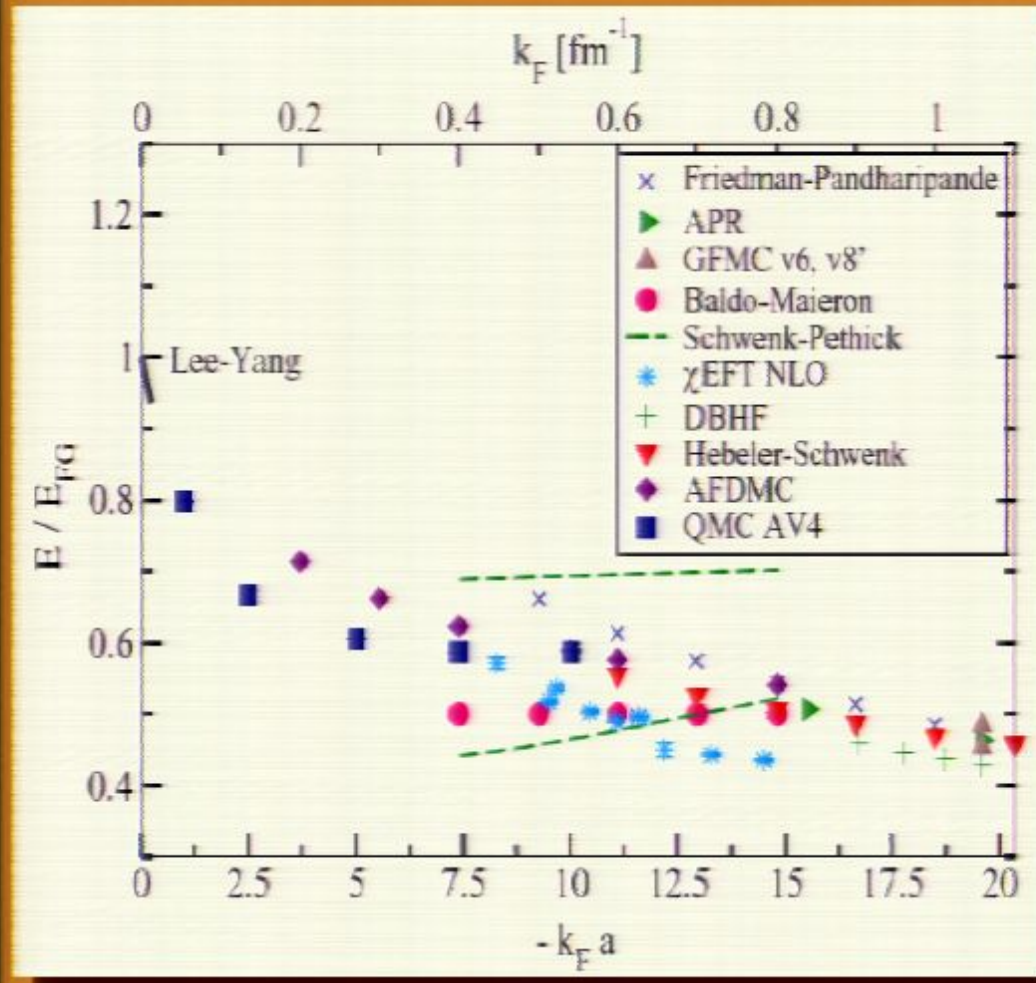 k_F [fm^-1]
0 0.2 0.4 0.6 0.8 1
Friedman-Pandharipande
APR
GFMC v6, v8'
Baldo-Maieron
Schwenk-Pethick
χEFT NLO
DBHF
Hebeler-Schwenk
AFDMC
QMC AV4
1.2
1
Lee-Yang
0.8
0.6
0.4
E / E_FG
0 2.5 5 7.5 10 12.5 15 17.5 20
- k_F a